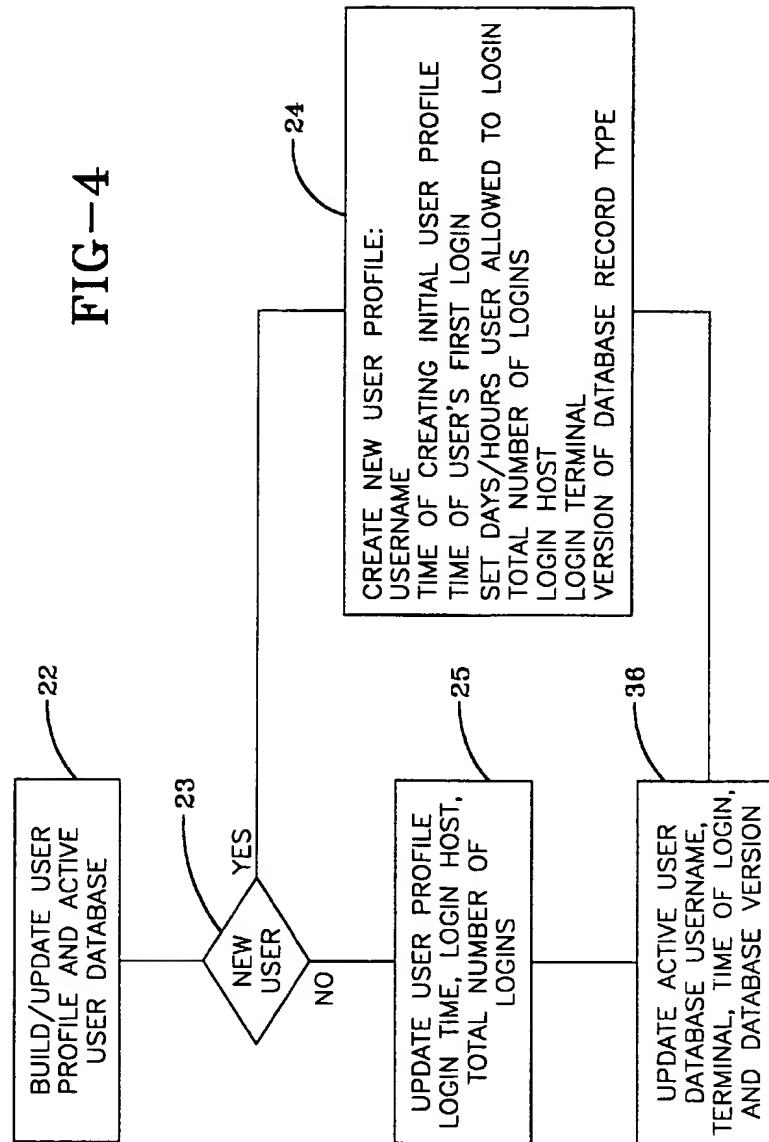 FIG-4
22
BUILD/UPDATE USER
PROFILE AND ACTIVE
USER DATABASE
23
NEW
USER
YES
NO
24
CREATE NEW USER PROFILE:
USERNAME
TIME OF CREATING INITIAL USER PROFILE
TIME OF USER'S FIRST LOGIN
SET DAYS/HOURS USER ALLOWED TO LOGIN
TOTAL NUMBER OF LOGINS
LOGIN HOST
LOGIN TERMINAL
VERSION OF DATABASE RECORD TYPE
25
UPDATE USER PROFILE
LOGIN TIME, LOGIN HOST,
TOTAL NUMBER OF
LOGINS
36
UPDATE ACTIVE USER
DATABASE USERNAME,
TERMINAL, TIME OF LOGIN,
AND DATABASE VERSION